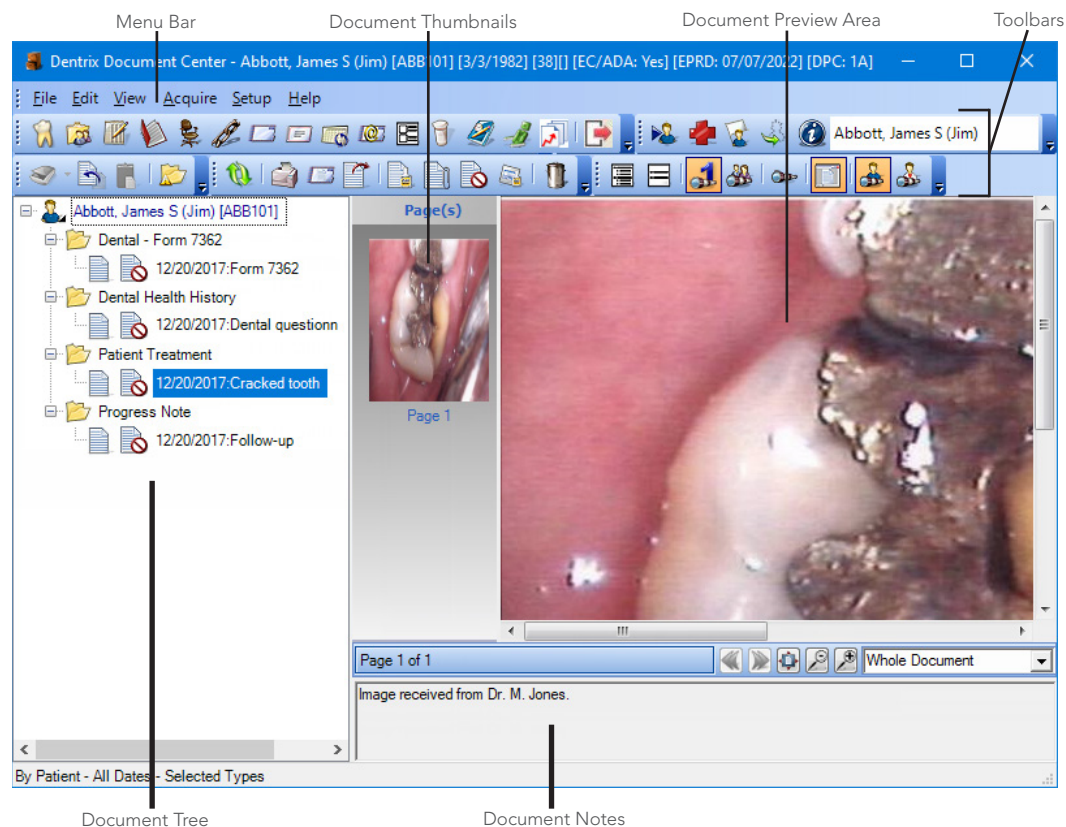 Menu Bar
Document Thumbnails
Document Preview Area
Toolbars
Dentrix Document Center - Abbott, James S (Jim) [ABB101] [3/3/1982] [38][] [EC/ADA: Yes] [EPRD: 07/07/2022] [DPC: 1A]
File Edit View Acquire Setup Help
Abbott, James S (Jim)
1
Abbott, James S (Jim) [ABB101]
Dental - Form 7362
12/20/2017:Form 7362
Dental Health History
12/20/2017:Dental questionn
Patient Treatment
12/20/2017:Cracked tooth
Progress Note
12/20/2017:Follow-up
Page(s)
Page 1
Page 1 of 1
Whole Document
Image received from Dr. M. Jones.
By Patient - All Dates - Selected Types
Document Tree
Document Notes